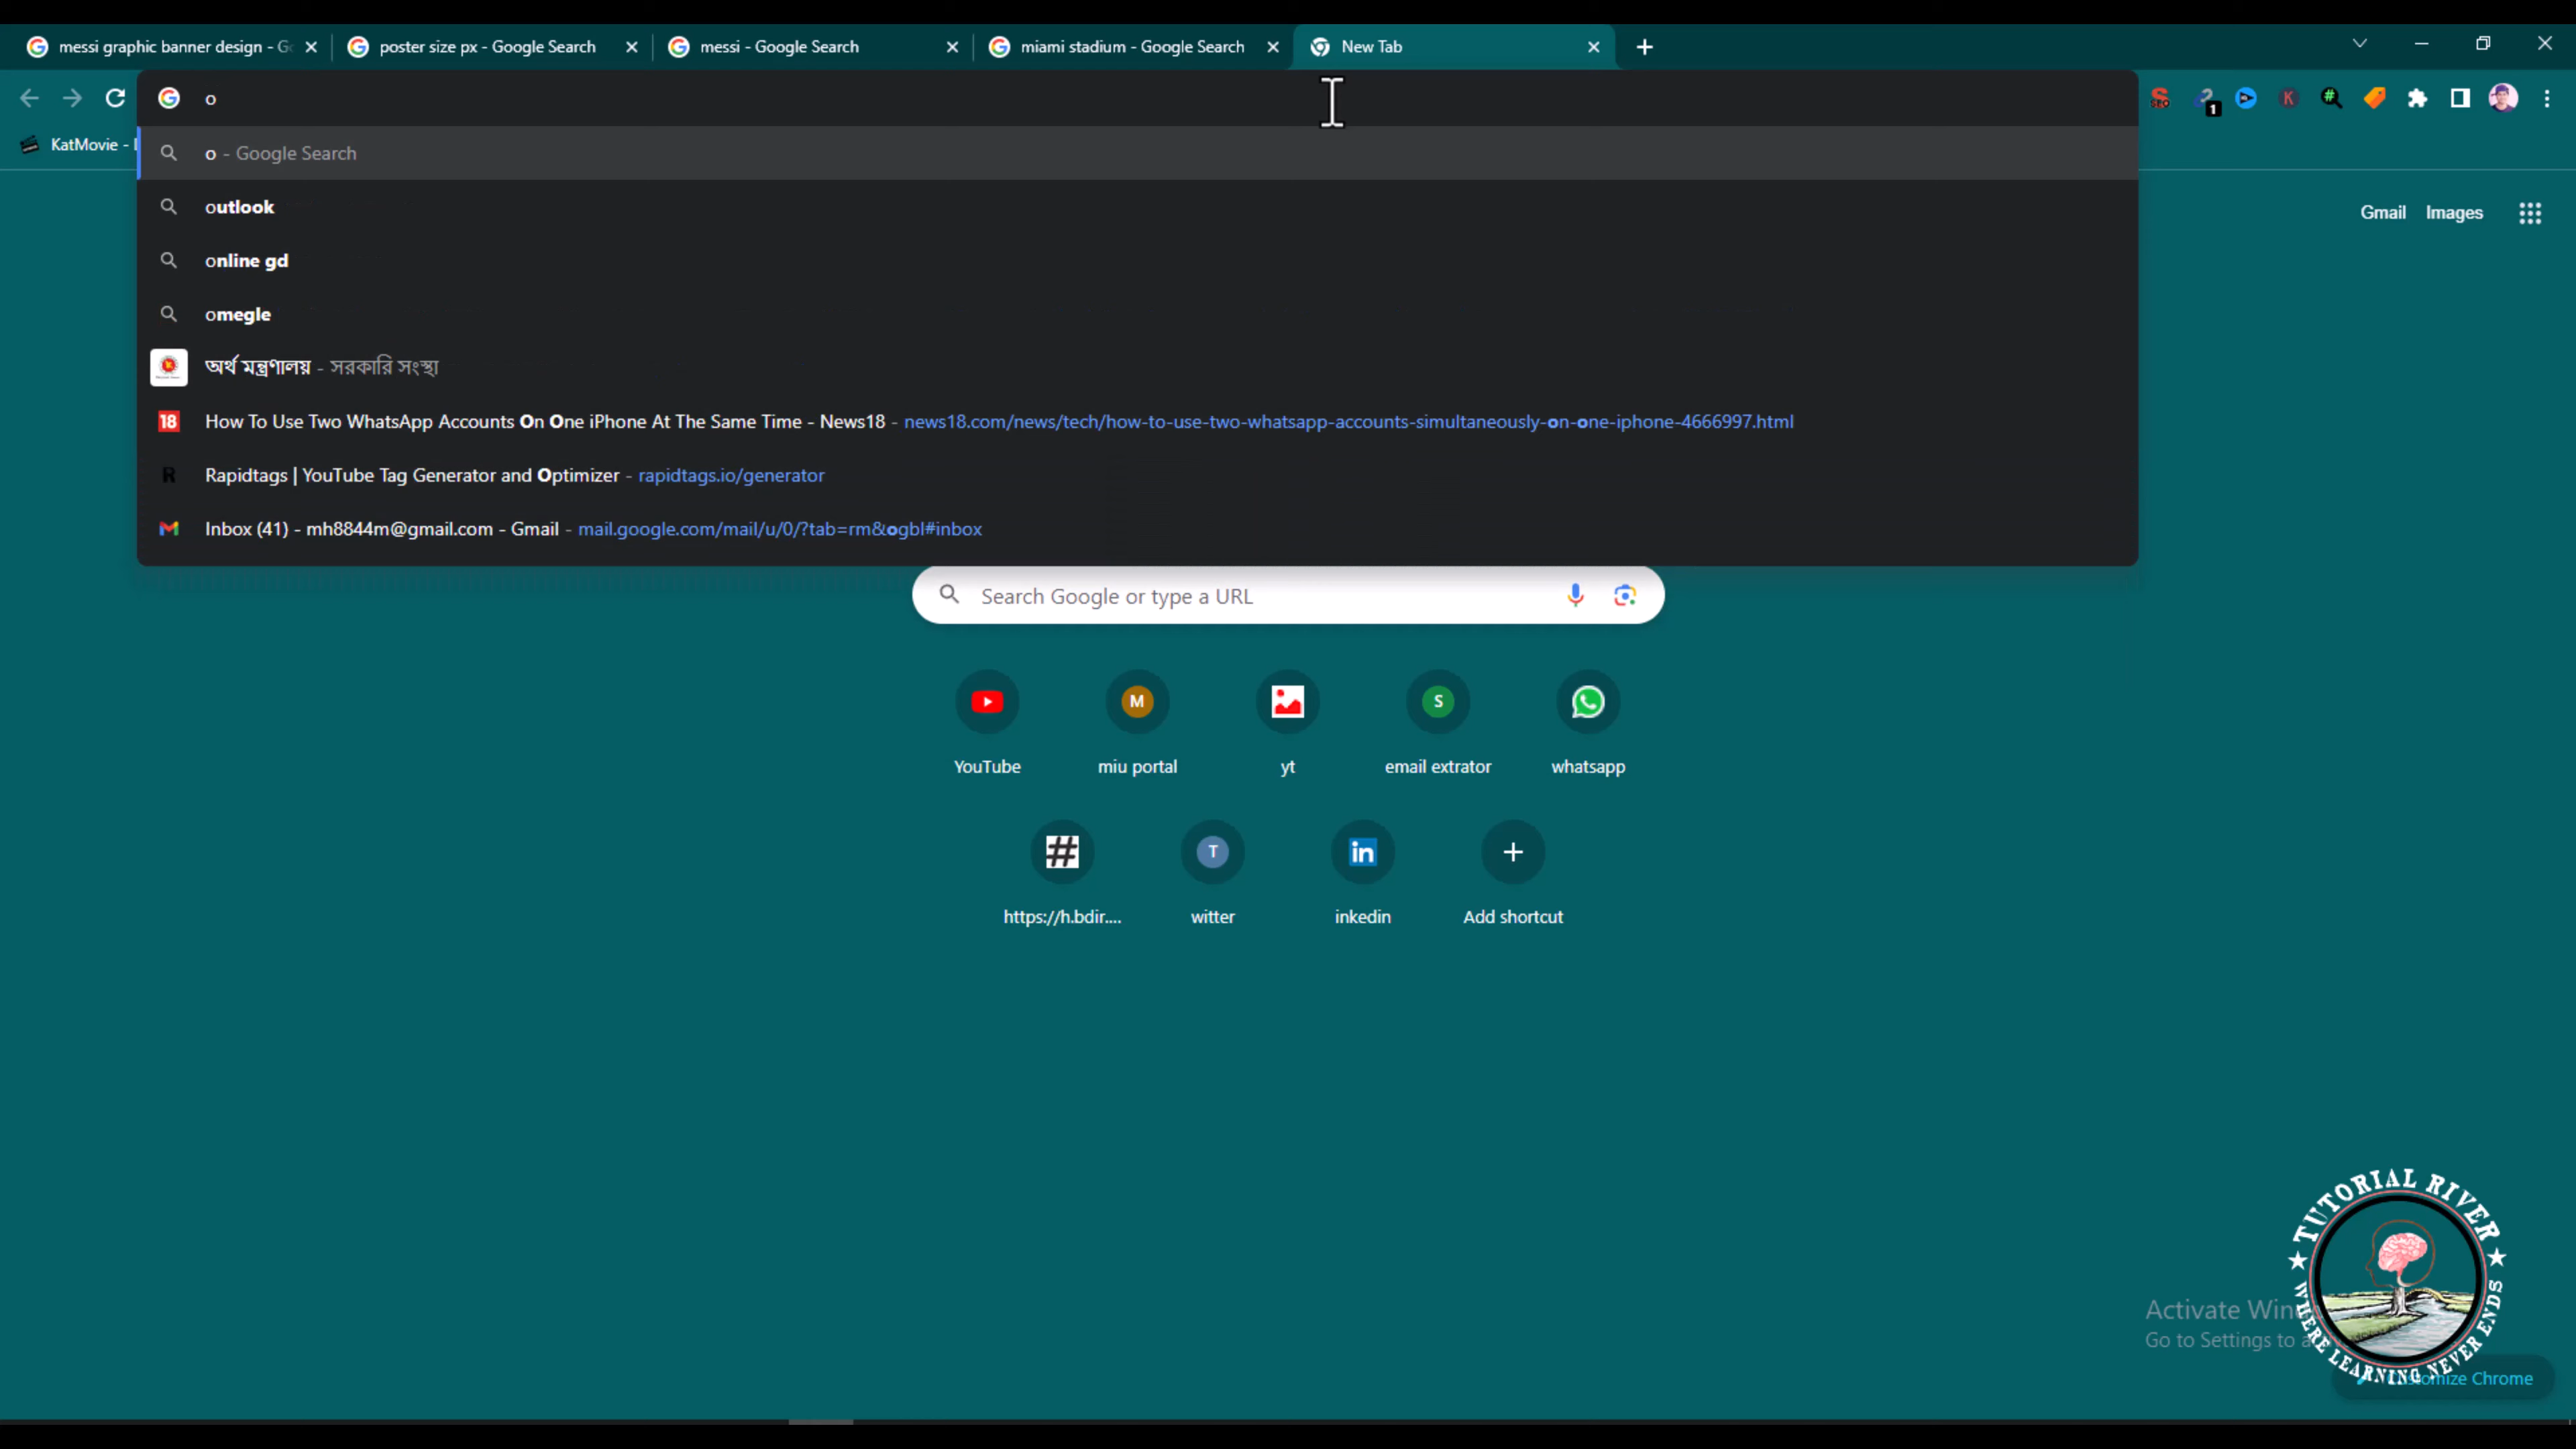 messi graphic banner design - Go
poster size px - Google Search
messi - Google Search
miami stadium - Google Search
New Tab
o
1
KatMovie -
o - Google Search
outlook
online gd
omegle
অর্থ মন্ত্রণালয় - সরকারি সংস্থা
18 How To Use Two WhatsApp Accounts On One iPhone At The Same Time - News18 - news18.com/news/tech/how-to-use-two-whatsapp-accounts-simultaneously-on-one-iphone-4666997.html
R Rapidtags | YouTube Tag Generator and Optimizer - rapidtags.io/generator
Inbox (41) - mh8844m@gmail.com - Gmail - mail.google.com/mail/u/0/?tab=rm&ogbl#inbox
Gmail Images
Search Google or type a URL
M S
YouTube miu portal yt email extrator whatsapp
# T in
https://h.bdir.... witter inkedin Add shortcut
TUTORIAL RIVER
WHERE LEARNING NEVER ENDS
Activate
Go to Settings to
Chrome